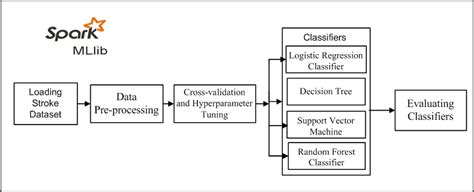 Spark
MLlib
Loading
Stroke
Dataset
Data
Pre-processing
Cross-validation
and Hyperparameter
Tuning
Classifiers
Logistic Regression
Classifier
Decision Tree
Support Vector
Machine
Random Forest
Classifier
Evaluating
Classifiers